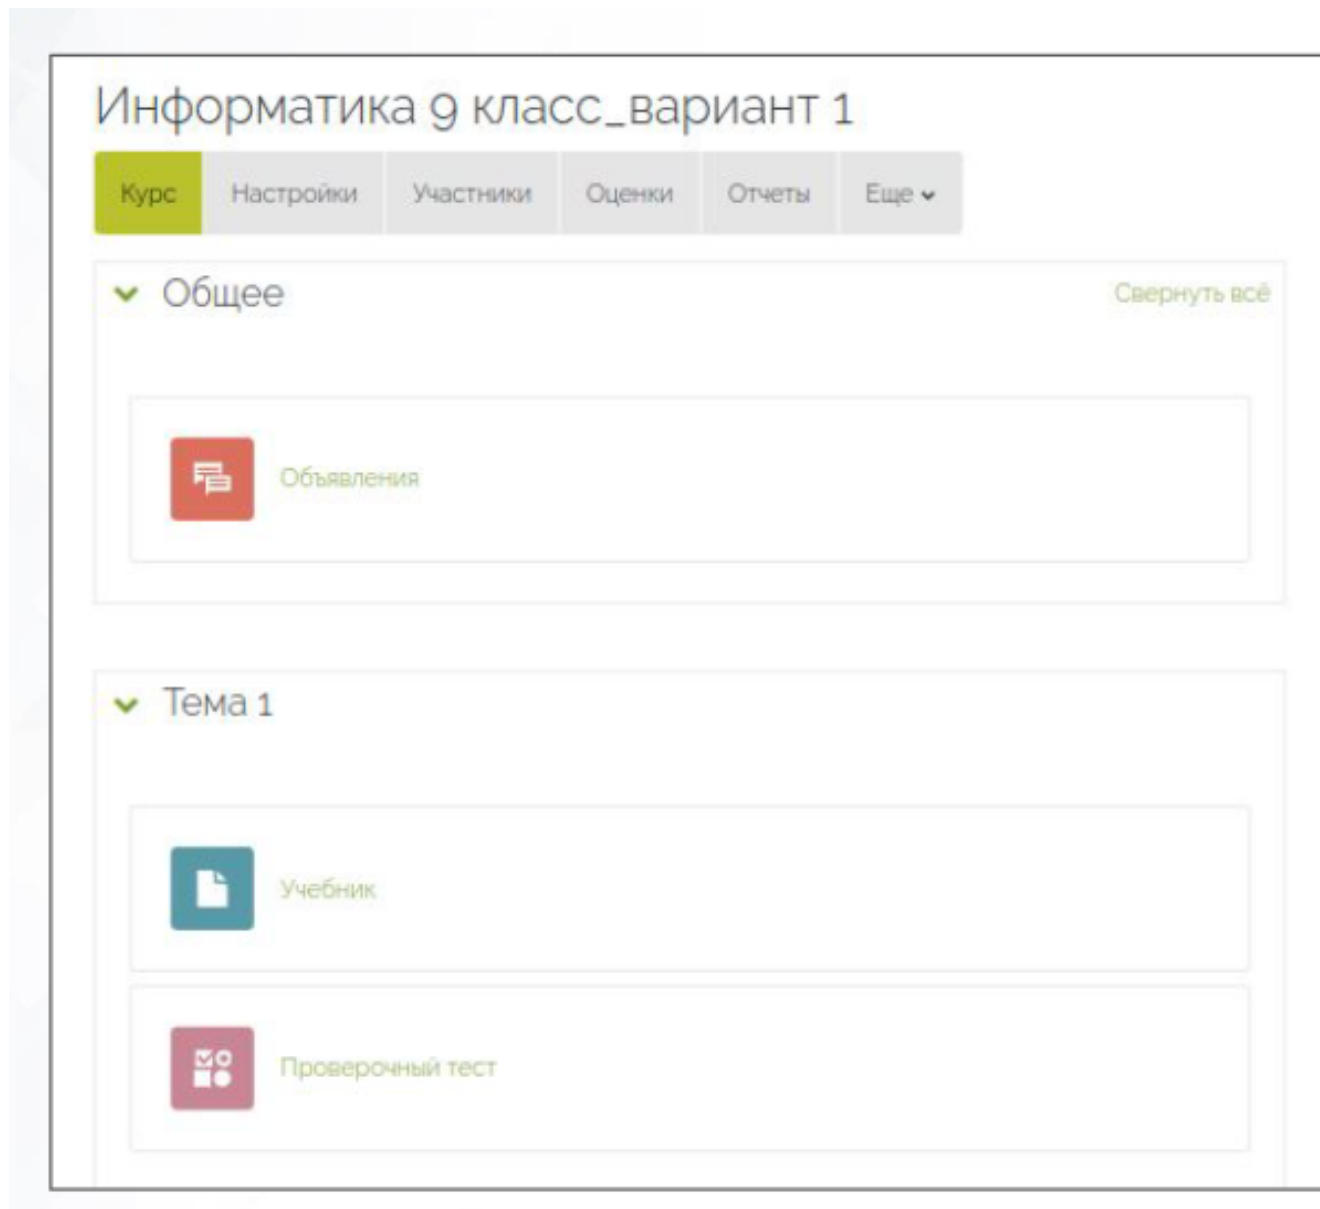 Информатика 9 класс_вариант 1
Курс Настройки Участники Оценки Отчеты Еще
Общее Свернуть всё
Объявления
Тема 1
Учебник
Проверочный тест